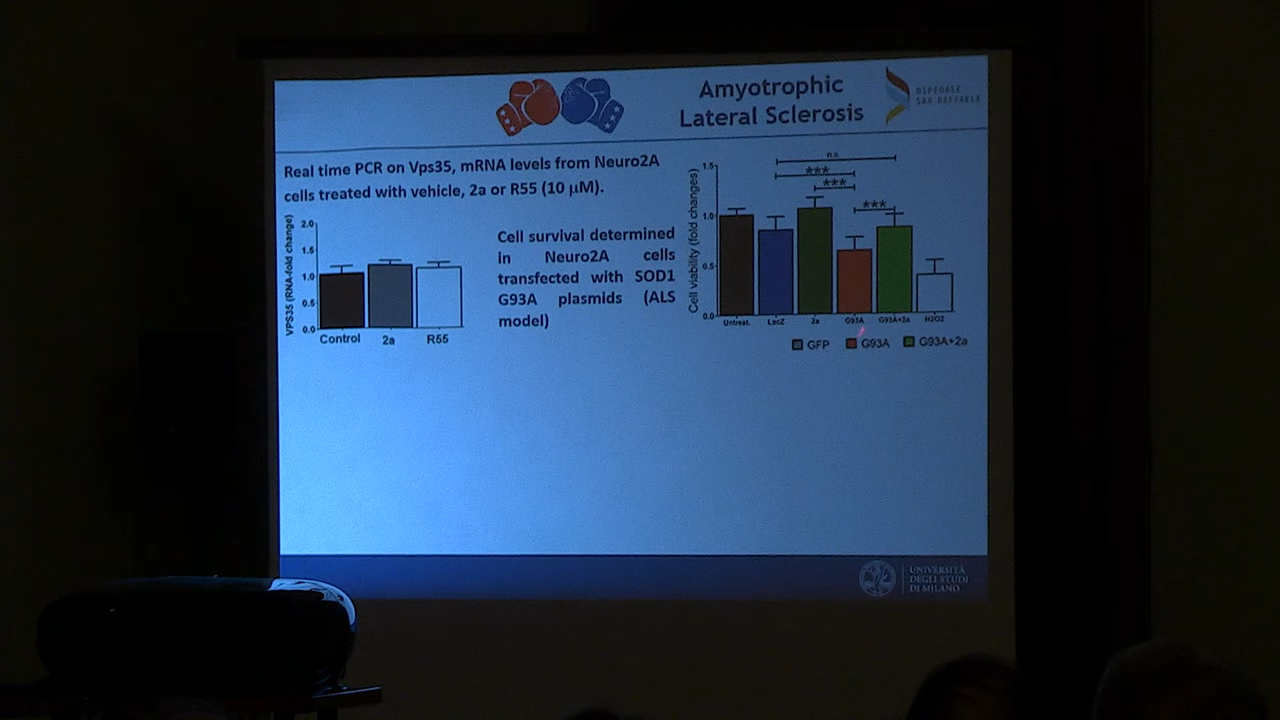 Amyotrophic
Lateral Sclerosis
OSPEDALE
SAN RAFFAELE
Real time PCR on Vps35, mRNA levels from Neuro2A
cells treated with vehicle, 2a or R55 (10 µM).
VPS35 (RNA-fold change)
2.0
1.5
1.0
0.5
0.0
Control 2a R55
Cell survival determined
in Neuro2A cells
transfected with SOD1
G93A plasmids (ALS
model)
Cell viability (fold changes)
1.5
1.0
0.5
0.0
n.s.
***
***
***
Untreat. LacZ 2a G93A G93A+2a H2O2
GFP G93A G93A+2a
UNIVERSITÀ
DEGLI STUDI
DI MILANO